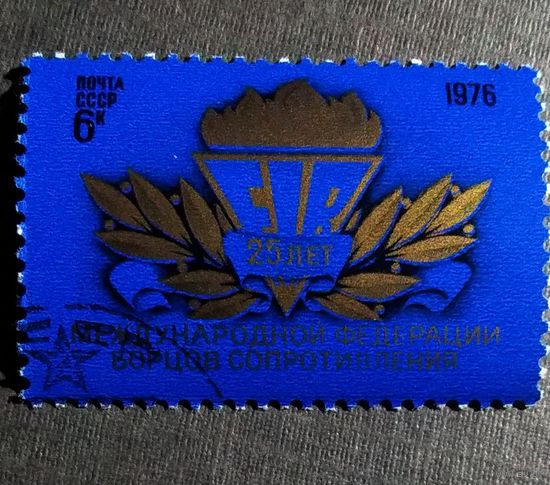 ПОЧТА
СССР
6К
1976
FIR
25 ЛЕТ
МЕЖДУНАРОДНОЙ ФЕДЕРАЦИИ
БОРЦОВ СОПРОТИВЛЕНИЯ